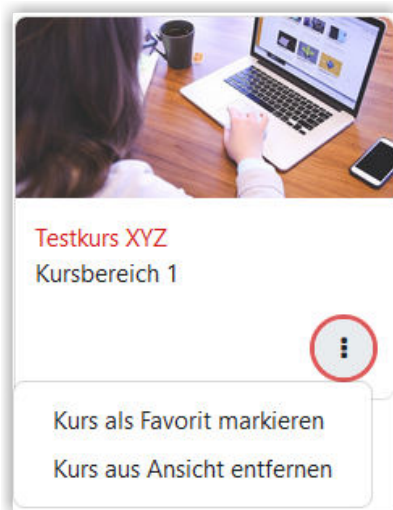 Testkurs XYZ
Kursbereich 1
Kurs als Favorit markieren
Kurs aus Ansicht entfernen